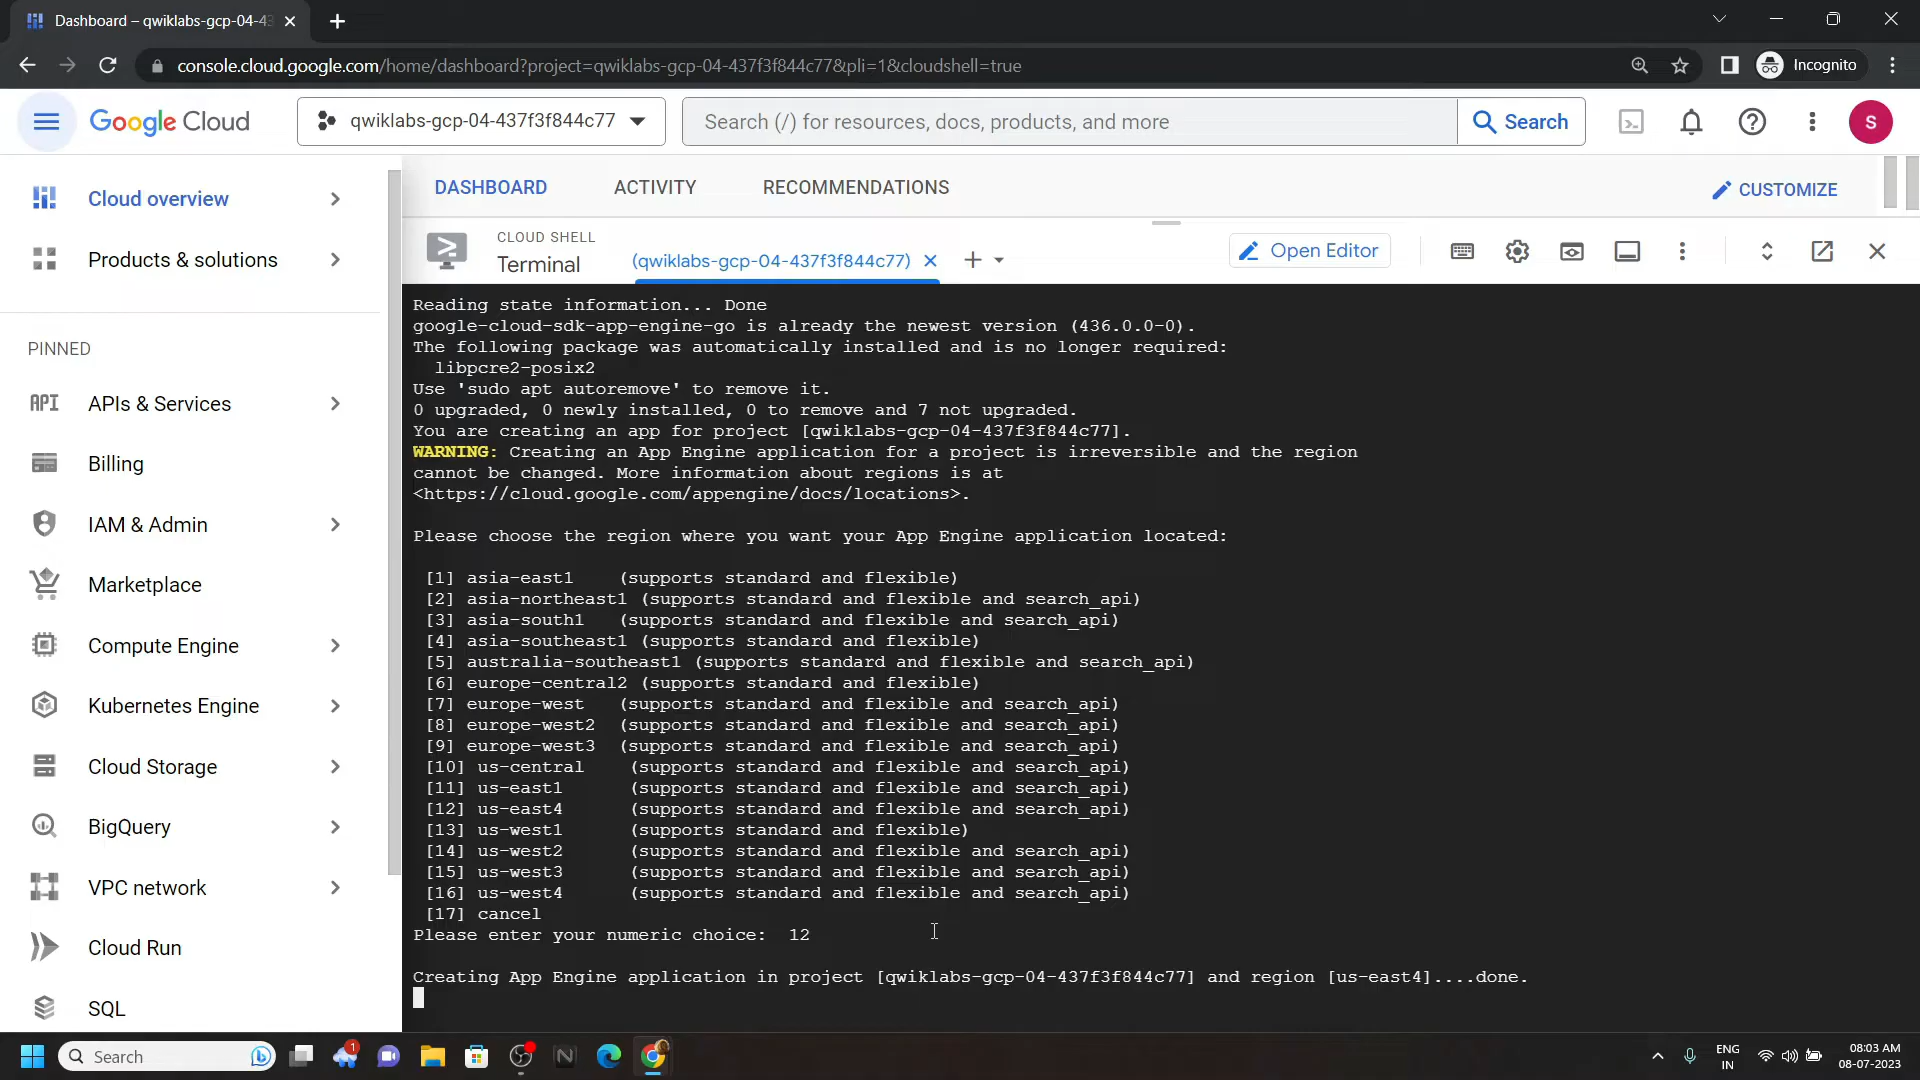 Dashboard – qwiklabs-gcp-04-43
console.cloud.google.com/home/dashboard?project=qwiklabs-gcp-04-437f3f844c77&pli=1&cloudshell=true
Incognito
Google Cloud
qwiklabs-gcp-04-437f3f844c77
Search (/) for resources, docs, products, and more
Search
S
Cloud overview
Products & solutions
PINNED
API
APIs & Services
Billing
IAM & Admin
Marketplace
Compute Engine
Kubernetes Engine
Cloud Storage
BigQuery
VPC network
Cloud Run
SQL
DASHBOARD
ACTIVITY
RECOMMENDATIONS
CUSTOMIZE
CLOUD SHELL
Terminal
(qwiklabs-gcp-04-437f3f844c77)
Open Editor
Reading state information... Done
google-cloud-sdk-app-engine-go is already the newest version (436.0.0-0).
The following package was automatically installed and is no longer required:
libpcre2-posix2
Use 'sudo apt autoremove' to remove it.
0 upgraded, 0 newly installed, 0 to remove and 7 not upgraded.
You are creating an app for project [qwiklabs-gcp-04-437f3f844c77].
WARNING: Creating an App Engine application for a project is irreversible and the region
cannot be changed. More information about regions is at
<https://cloud.google.com/appengine/docs/locations>.
Please choose the region where you want your App Engine application located:
[1] asia-east1 (supports standard and flexible)
[2] asia-northeast1 (supports standard and flexible and search_api)
[3] asia-south1 (supports standard and flexible and search_api)
[4] asia-southeast1 (supports standard and flexible)
[5] australia-southeast1 (supports standard and flexible and search_api)
[6] europe-central2 (supports standard and flexible)
[7] europe-west (supports standard and flexible and search_api)
[8] europe-west2 (supports standard and flexible and search_api)
[9] europe-west3 (supports standard and flexible and search_api)
[10] us-central (supports standard and flexible and search_api)
[11] us-east1 (supports standard and flexible and search_api)
[12] us-east4 (supports standard and flexible and search_api)
[13] us-west1 (supports standard and flexible)
[14] us-west2 (supports standard and flexible and search_api)
[15] us-west3 (supports standard and flexible and search_api)
[16] us-west4 (supports standard and flexible and search_api)
[17] cancel
Please enter your numeric choice: 12
Creating App Engine application in project [qwiklabs-gcp-04-437f3f844c77] and region [us-east4]....done.
Search
1
ENG
IN
08:03 AM
08-07-2023